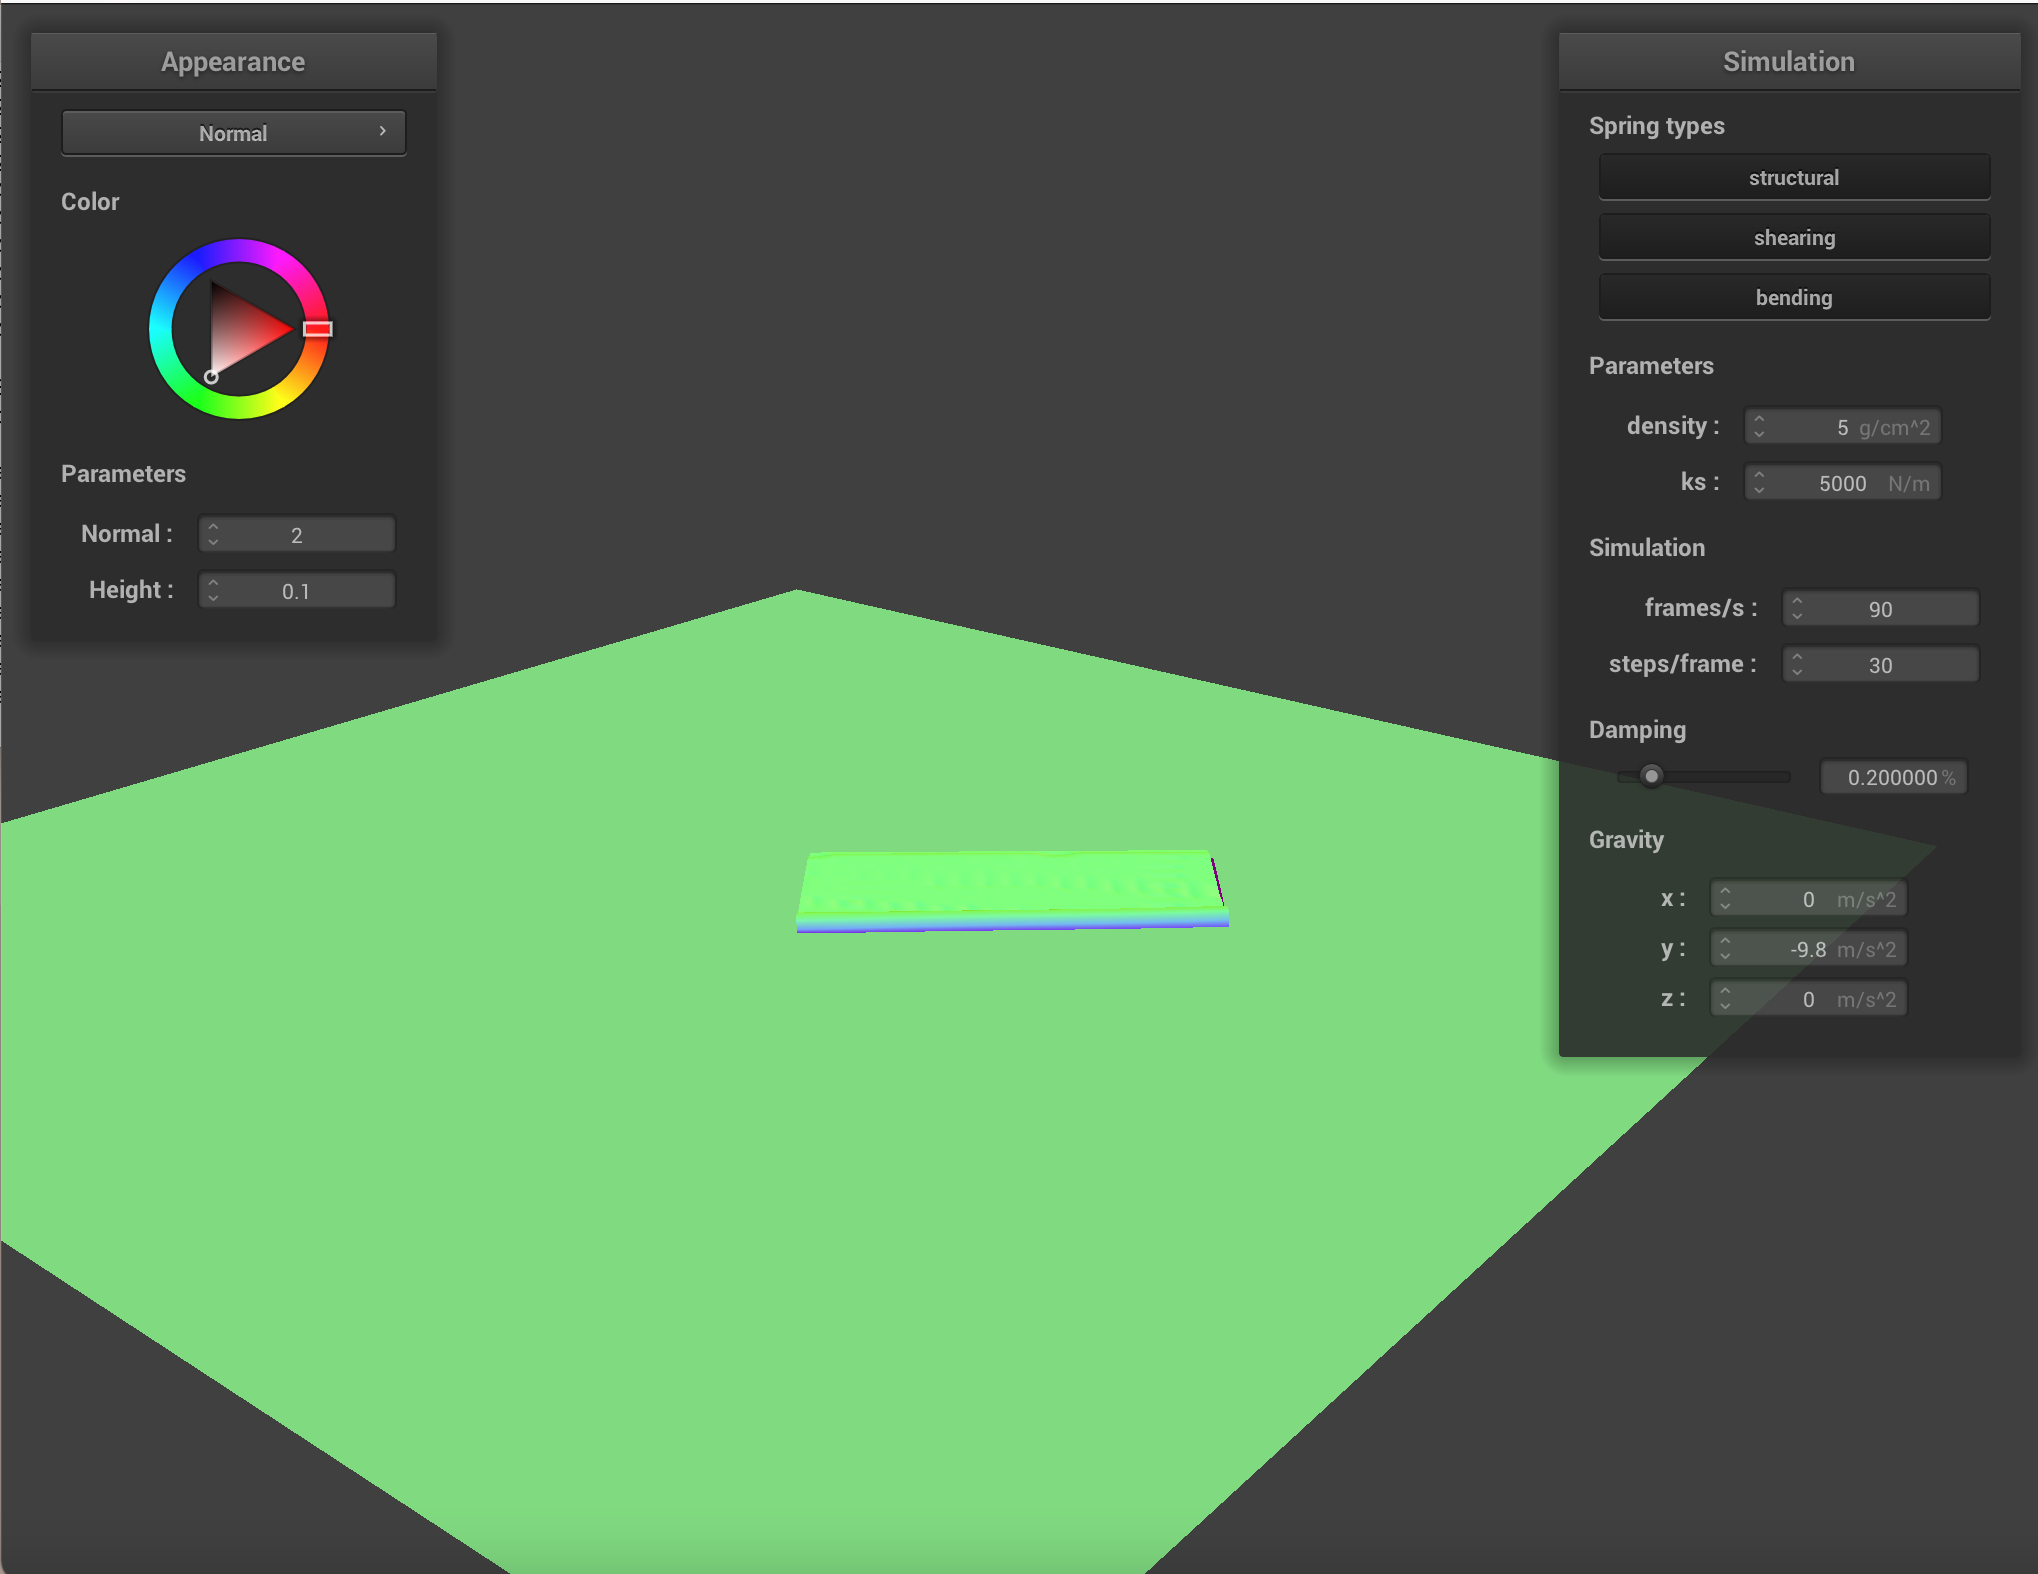 Appearance
Normal
Color
Parameters
Normal : 2
Height : 0.1
Simulation
Spring types
structural
shearing
bending
Parameters
density : 5 g/cm^2
ks : 5000 N/m
Simulation
frames/s : 90
steps/frame : 30
Damping
0.200000 %
Gravity
x : 0 m/s^2
y : -9.8 m/s^2
z : 0 m/s^2